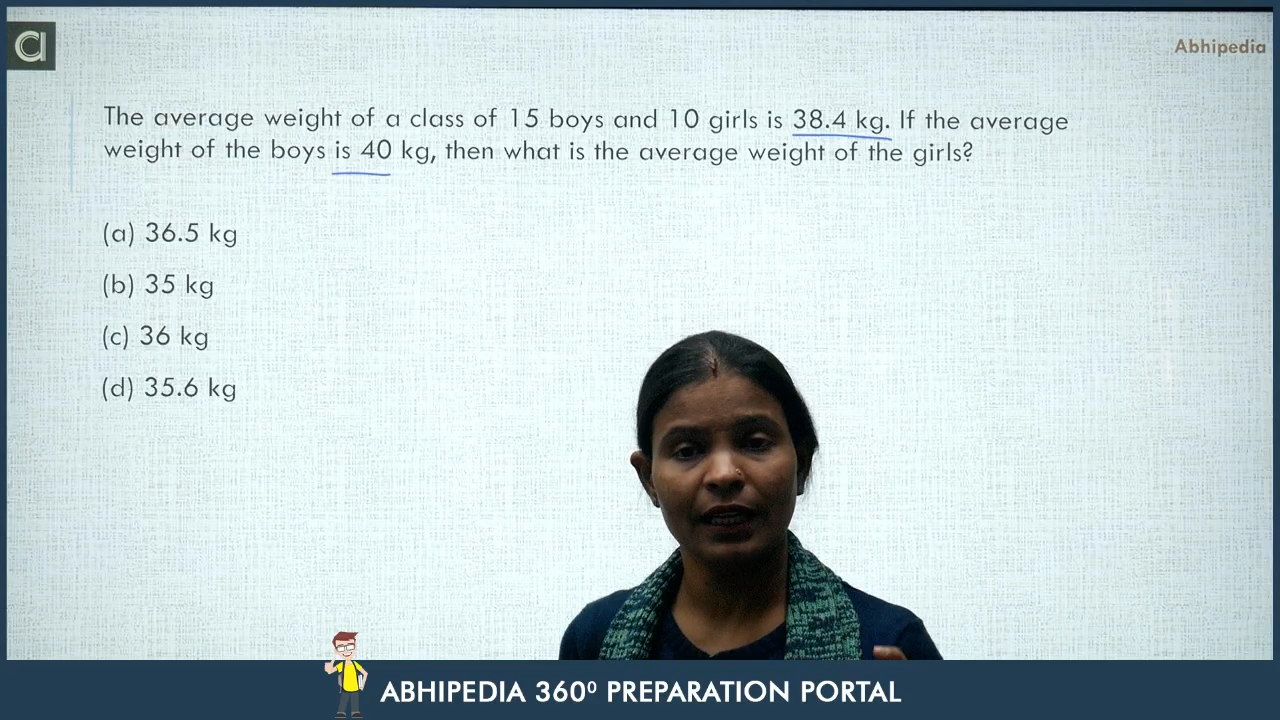 Abhipedia
The average weight of a class of 15 boys and 10 girls is 38.4 kg. If the average
weight of the boys is 40 kg, then what is the average weight of the girls?
(a) 36.5 kg
(b) 35 kg
(c) 36 kg
(d) 35.6 kg
ABHIPEDIA 360⁰ PREPARATION PORTAL